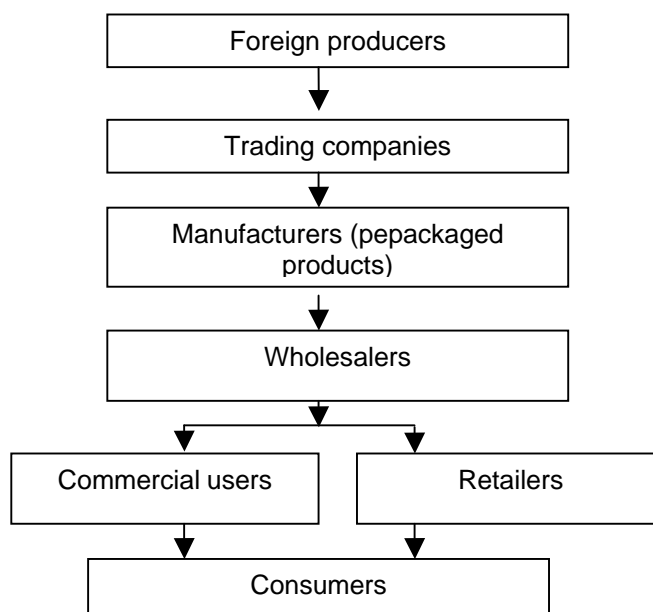 Foreign producers
Trading companies
Manufacturers (pepackaged
products)
Wholesalers
Commercial users
Retailers
Consumers